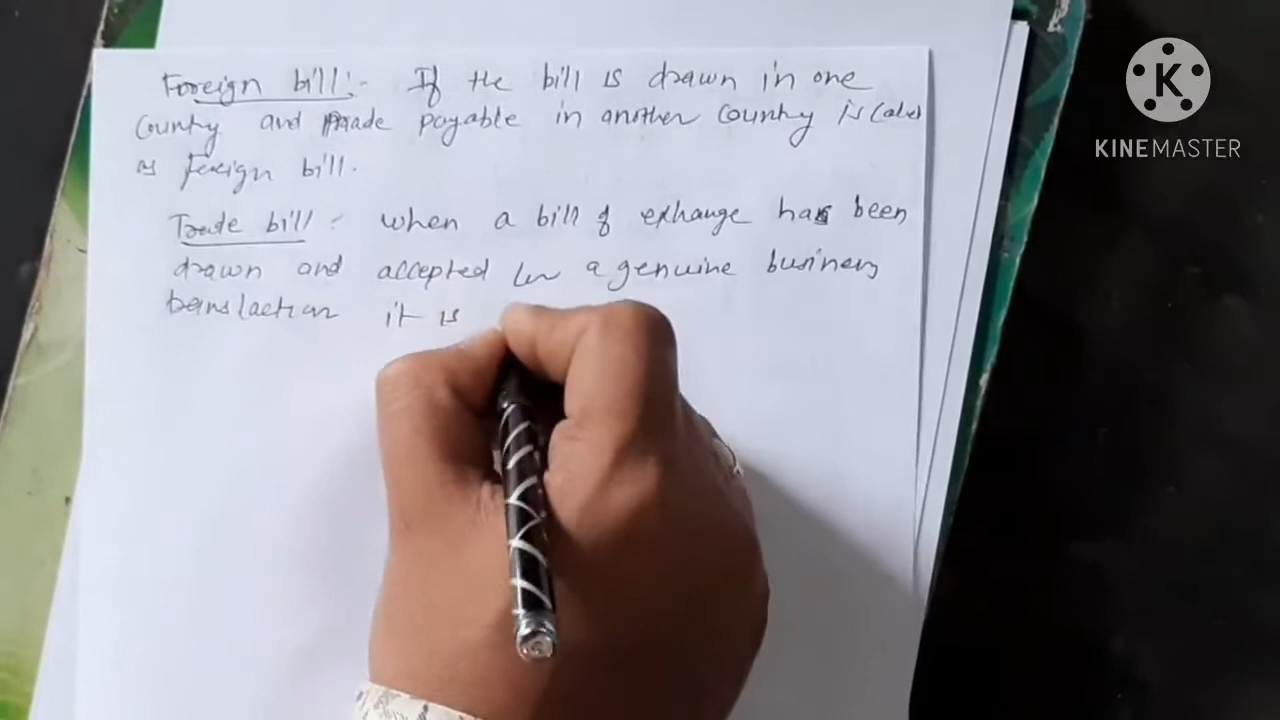 Foreign bill :- If the bill is drawn in one
Country and made payable in another Country is called
as foreign bill.
Trade bill :- when a bill of exhange has been
drawn and accepted for a genuine business
transaction it is
K
KINEMASTER